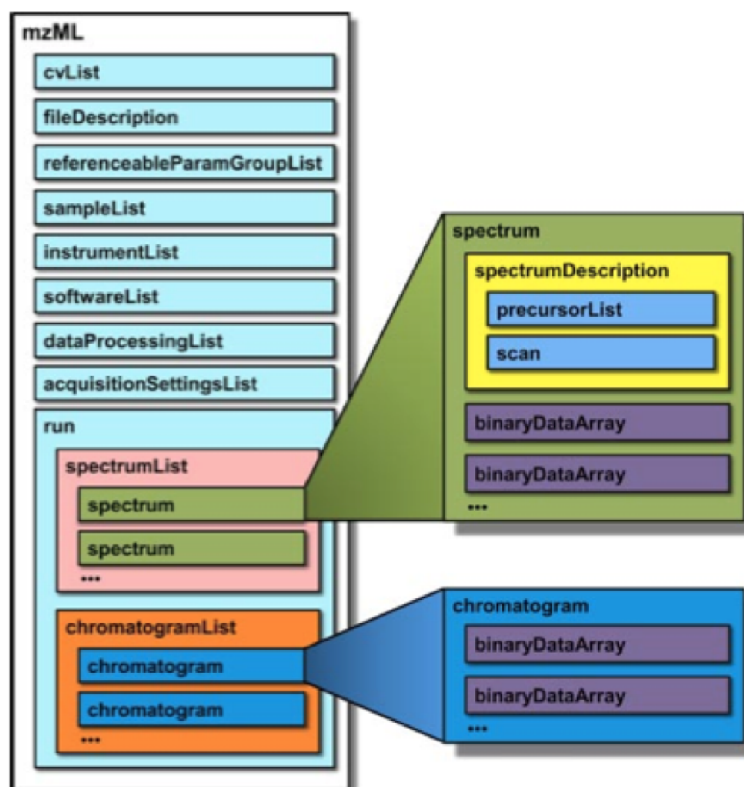 mzML
cvList
fileDescription
referenceableParamGroupList
sampleList
instrumentList
softwareList
dataProcessingList
acquisitionSettingsList
run
spectrumList
spectrum
spectrum
...
chromatogramList
chromatogram
chromatogram
...
spectrum
spectrumDescription
precursorList
scan
binaryDataArray
binaryDataArray
...
chromatogram
binaryDataArray
binaryDataArray
...